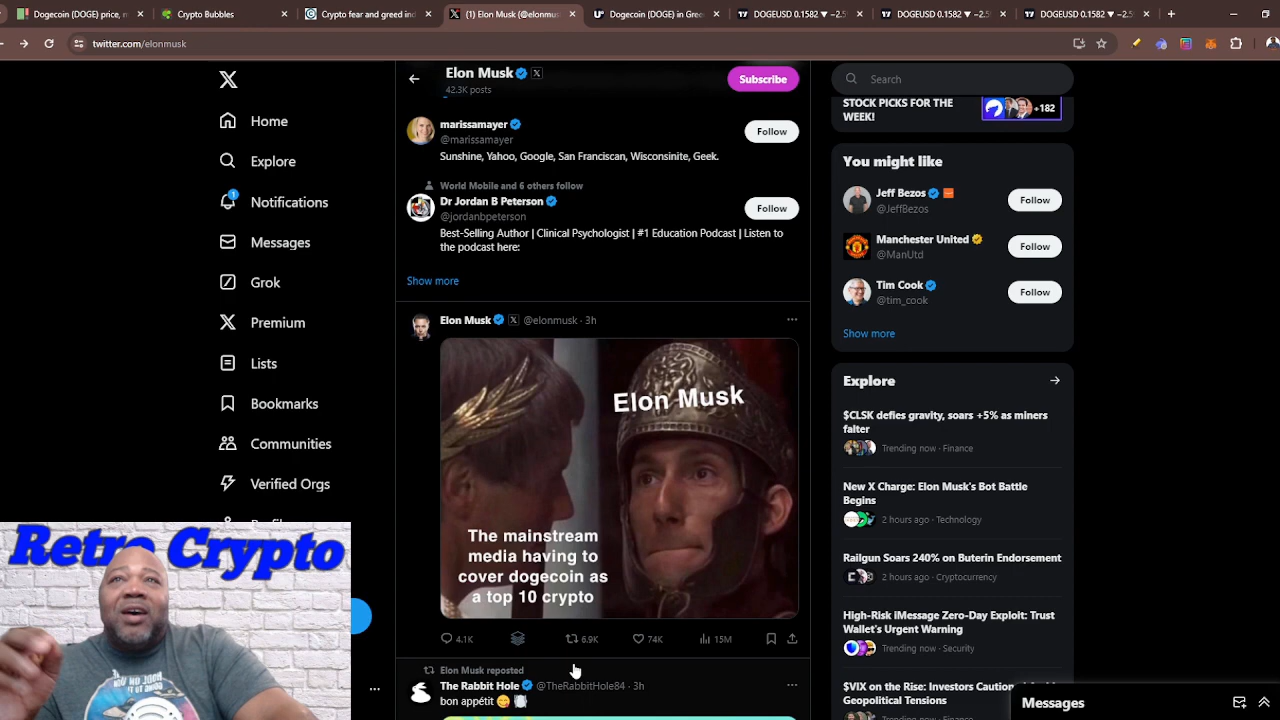 Dogecoin (DOGE) price, m
Crypto Bubbles
Crypto fear and greed ind
(1) Elon Musk (@elonmus
Dogecoin (DOGE) in Gree
DOGEUSD 0.1582 ▼ −2.5
DOGEUSD 0.1582 ▼ −2.5
DOGEUSD 0.1582 ▼ −2.5
twitter.com/elonmusk
Home
Explore
1
Notifications
Messages
Grok
Premium
Lists
Bookmarks
Communities
Verified Orgs
Elon Musk
42.3K posts
Subscribe
marissamayer
@marissamayer
Follow
Sunshine, Yahoo, Google, San Franciscan, Wisconsinite, Geek.
World Mobile and 6 others follow
Dr Jordan B Peterson
@jordanbpeterson
Follow
Best-Selling Author | Clinical Psychologist | #1 Education Podcast | Listen to
the podcast here:
Show more
Elon Musk @elonmusk · 3h
Elon Musk
The mainstream
media having to
cover dogecoin as
a top 10 crypto
4.1K
6.9K
74K
15M
Elon Musk reposted
The Rabbit Hole @TheRabbitHole84 · 3h
bon appétit
Search
STOCK PICKS FOR THE
WEEK!
+182
You might like
Jeff Bezos
@JeffBezos
Follow
Manchester United
@ManUtd
Follow
Tim Cook
@tim_cook
Follow
Show more
Explore
$CLSK defies gravity, soars +5% as miners
falter
Trending now · Finance
New X Charge: Elon Musk's Bot Battle
Begins
2 hours ago · Technology
Railgun Soars 240% on Buterin Endorsement
2 hours ago · Cryptocurrency
High-Risk iMessage Zero-Day Exploit: Trust
Wallet's Urgent Warning
Trending now · Security
$VIX on the Rise: Investors Cautious
Geopolitical Tensions
Messages
Retro Crypto